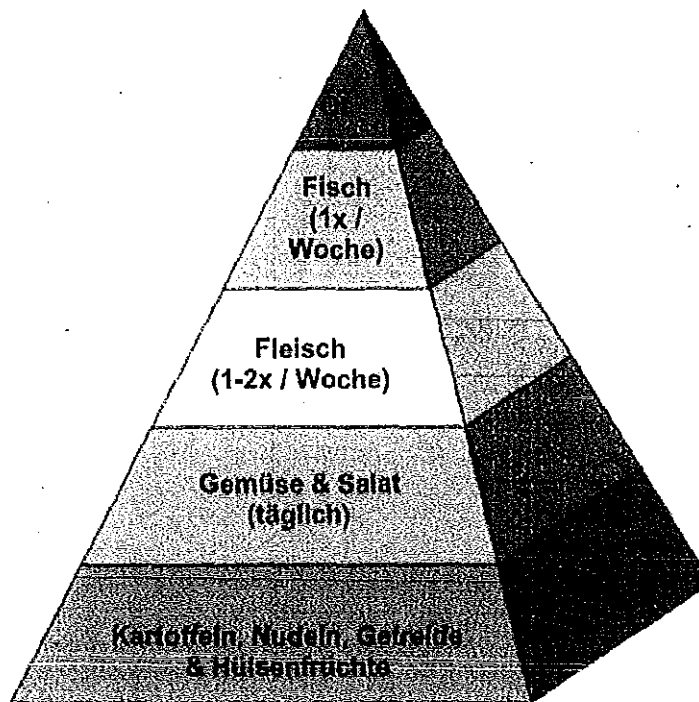 Fisch
(1x /
Woche)
Fleisch
(1-2x / Woche)
Gemüse & Salat
(täglich)
Kartoffeln, Nudeln, Getreide
& Hülsenfrüchte